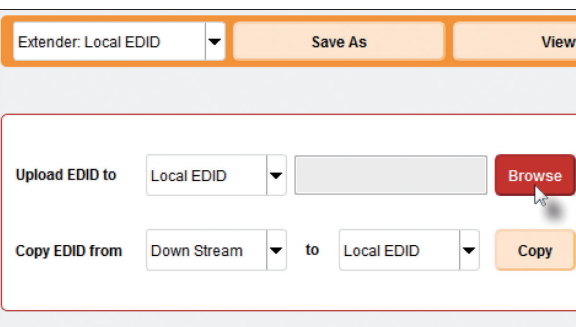 Extender: Local EDID Save As View
Upload EDID to Local EDID Browse
Copy EDID from Down Stream to Local EDID Copy